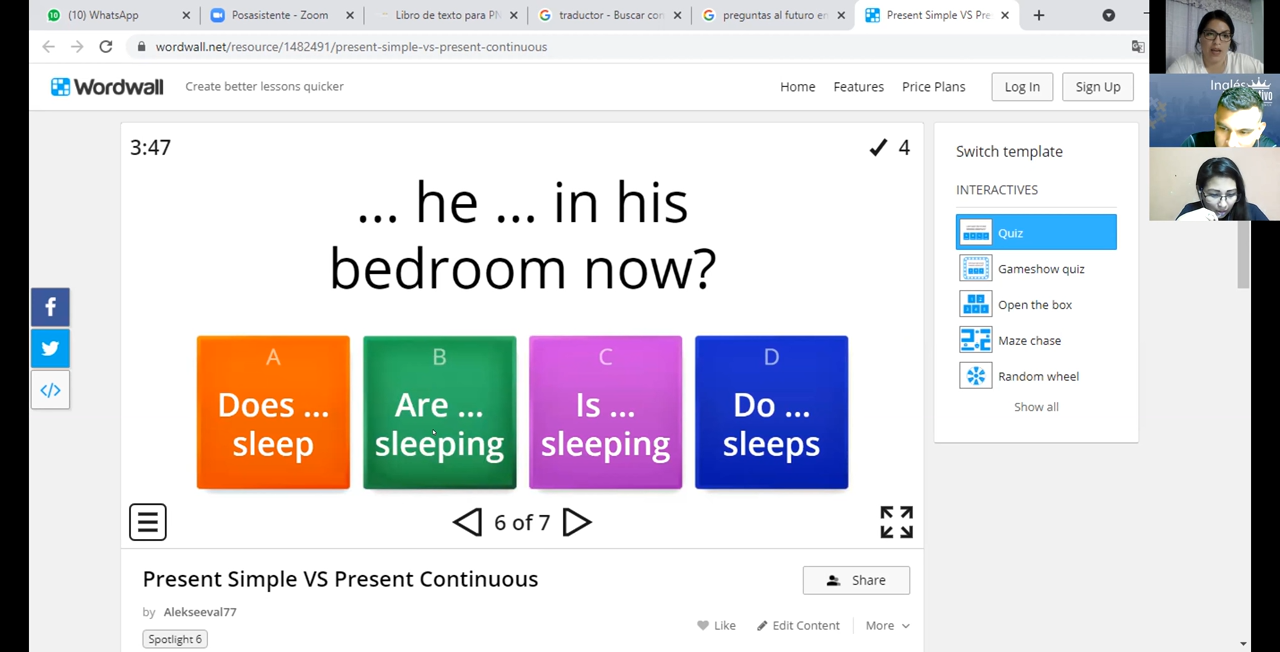 (10) WhatsApp
Posasistente - Zoom
Libro de texto para PN
traductor - Buscar con
preguntas al futuro en
Present Simple VS Pre
wordwall.net/resource/1482491/present-simple-vs-present-continuous
Wordwall
Create better lessons quicker
Home
Features
Price Plans
Log In
Sign Up
Inglés
3:47
4
... he ... in his
bedroom now?
A
Does ...
sleep
B
Are ...
sleeping
C
Is ...
sleeping
D
Do ...
sleeps
6 of 7
Switch template
INTERACTIVES
Quiz
Gameshow quiz
Open the box
Maze chase
Random wheel
Show all
Present Simple VS Present Continuous
Share
by Alekseeval77
Like
Edit Content
More
Spotlight 6